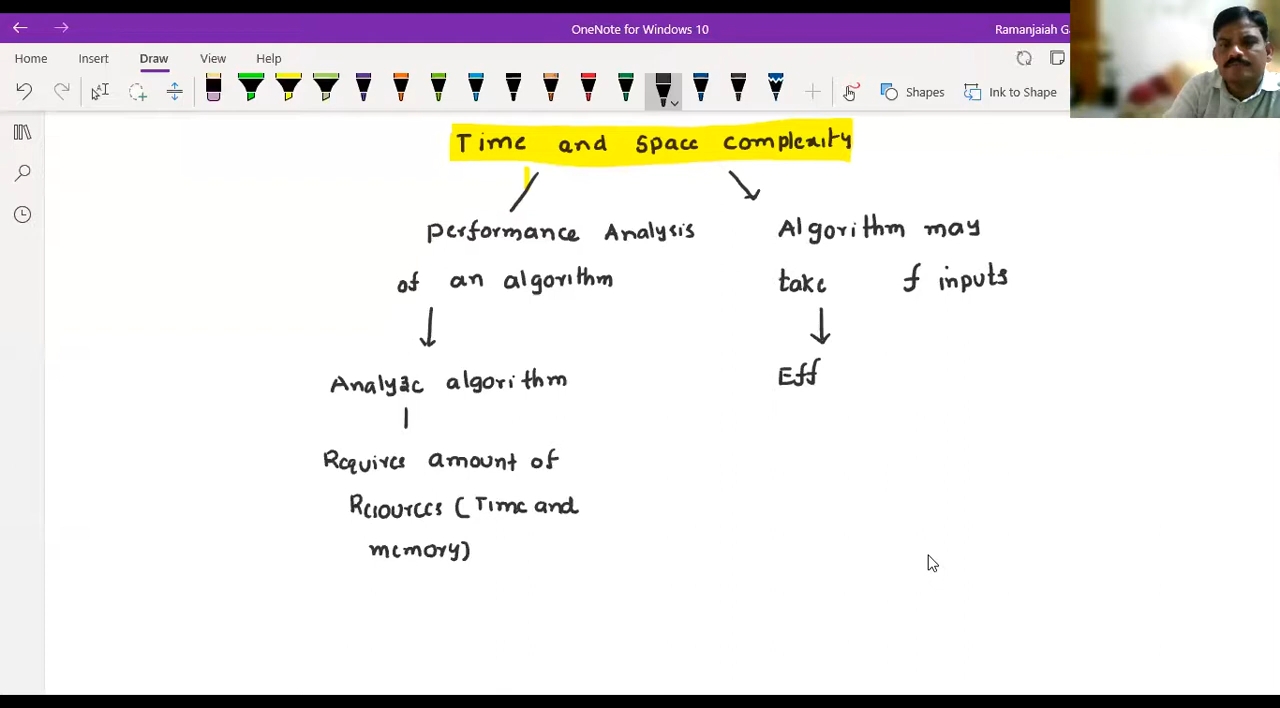 OneNote for Windows 10
Ramanjaiah G
Home Insert Draw View Help
Shapes Ink to Shape
Time and Space complexity
Performance Analysis
of an algorithm
Algorithm may
take f inputs
Analyze algorithm
Eff
Requires amount of
Resources (Time and
memory)